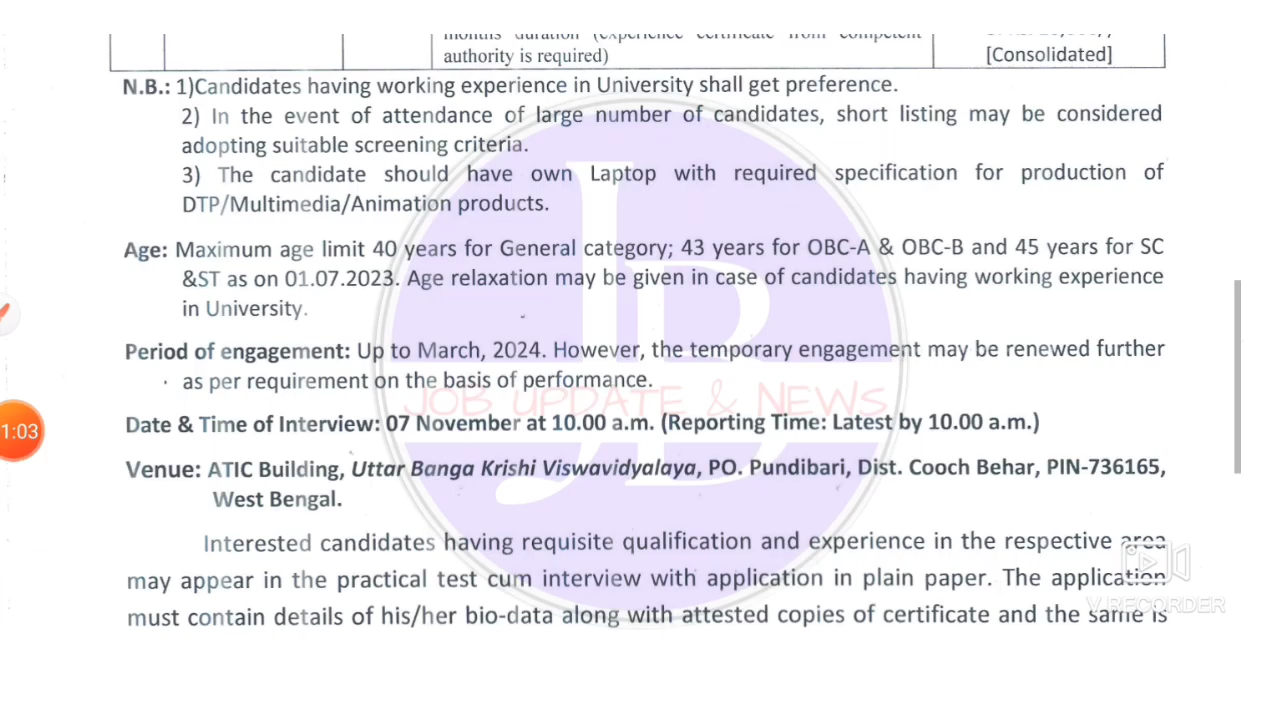 authority is required)
[Consolidated]
N.B.: 1)Candidates having working experience in University shall get preference.
2) In the event of attendance of large number of candidates, short listing may be considered
adopting suitable screening criteria.
3) The candidate should have own Laptop with required specification for production of
DTP/Multimedia/Animation products.
Age: Maximum age limit 40 years for General category; 43 years for OBC-A & OBC-B and 45 years for SC
&ST as on 01.07.2023. Age relaxation may be given in case of candidates having working experience
in University.
Period of engagement: Up to March, 2024. However, the temporary engagement may be renewed further
as per requirement on the basis of performance.
JOB UPDATE & NEWS
Date & Time of Interview: 07 November at 10.00 a.m. (Reporting Time: Latest by 10.00 a.m.)
1:03
Venue: ATIC Building, Uttar Banga Krishi Viswavidyalaya, PO. Pundibari, Dist. Cooch Behar, PIN-736165,
West Bengal.
Interested candidates having requisite qualification and experience in the respective area
may appear in the practical test cum interview with application in plain paper. The application
V RECORDER
must contain details of his/her bio-data along with attested copies of certificate and the same is